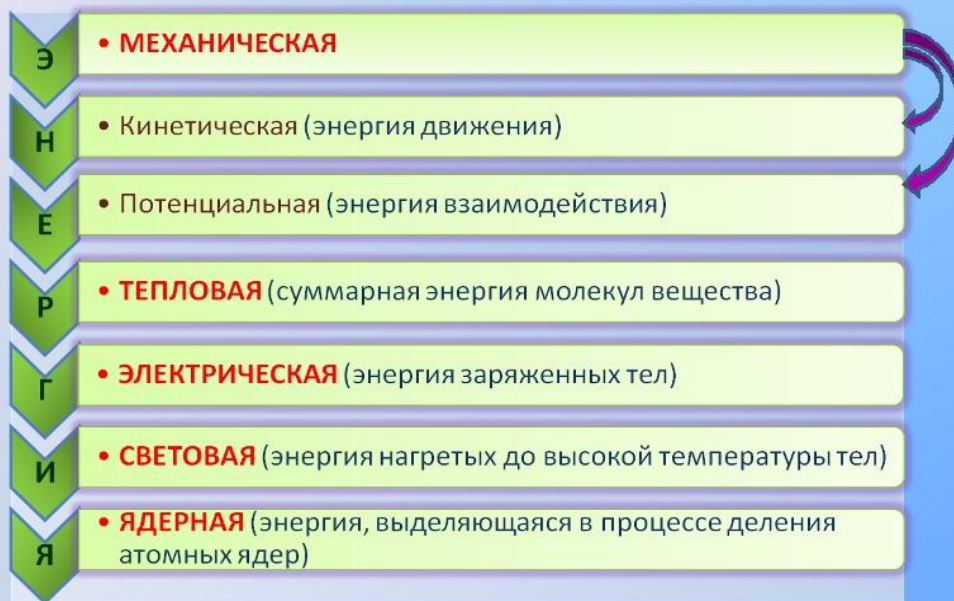 Э
• МЕХАНИЧЕСКАЯ
Н
• Кинетическая (энергия движения)
Е
• Потенциальная (энергия взаимодействия)
Р
• ТЕПЛОВАЯ (суммарная энергия молекул вещества)
Г
• ЭЛЕКТРИЧЕСКАЯ (энергия заряженных тел)
И
• СВЕТОВАЯ (энергия нагретых до высокой температуры тел)
Я
• ЯДЕРНАЯ (энергия, выделяющаяся в процессе деления
атомных ядер)